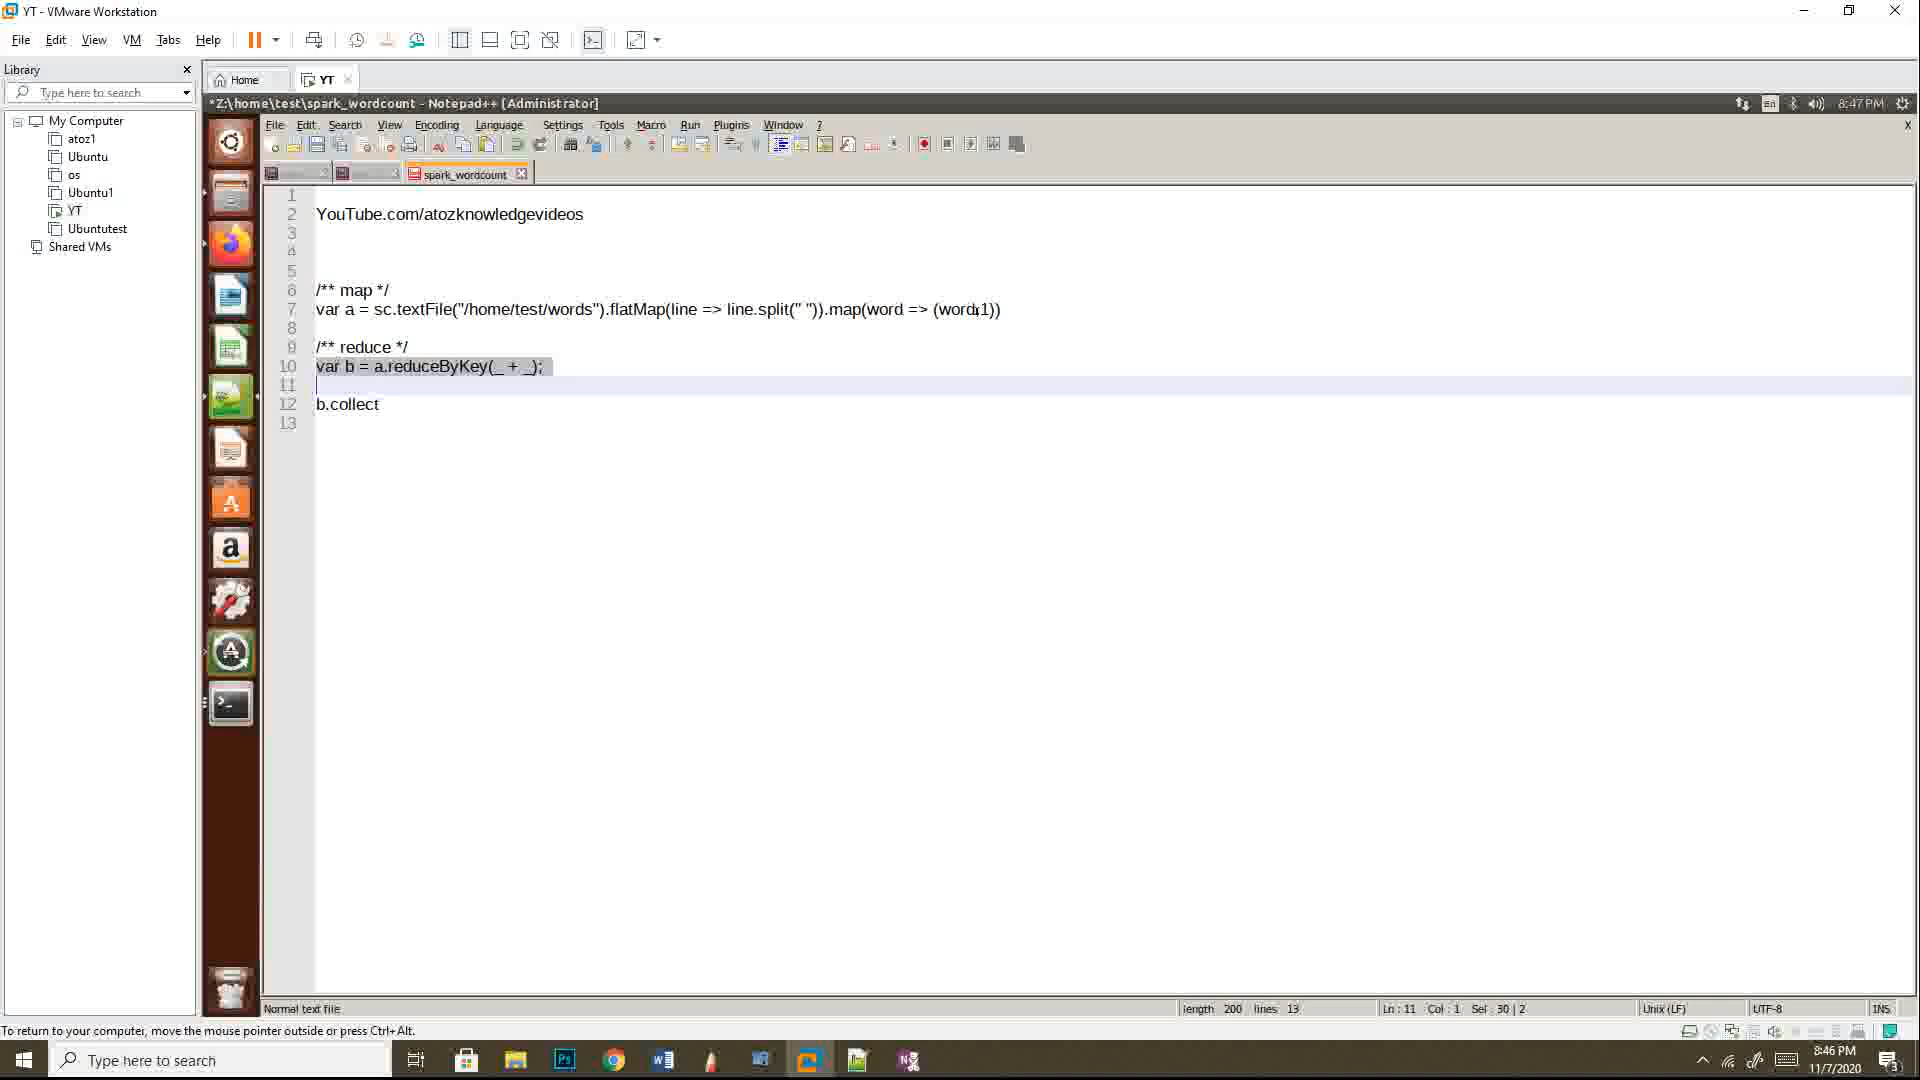 YT - VMware Workstation
File Edit View VM Tabs Help
Library
Type here to search
My Computer
atoz1
Ubuntu
os
Ubuntu1
YT
Ubuntutest
Shared VMs
Home YT
*Z:\home\test\spark_wordcount - Notepad++ [Administrator]
En 8:47 PM
File Edit Search View Encoding Language Settings Tools Macro Run Plugins Window ? X
spark_wordcount
1
2 YouTube.com/atozknowledgevideos
3
4
5
6 /** map */
7 var a = sc.textFile("/home/test/words").flatMap(line => line.split(" ")).map(word => (word,1))
8
9 /** reduce */
10 var b = a.reduceByKey(_ + _);
11
12 b.collect
13
Normal text file length 200 lines 13 Ln : 11 Col : 1 Sel : 30 | 2 Unix (LF) UTF-8 INS
To return to your computer, move the mouse pointer outside or press Ctrl+Alt.
Type here to search
8:46 PM
11/7/2020
3